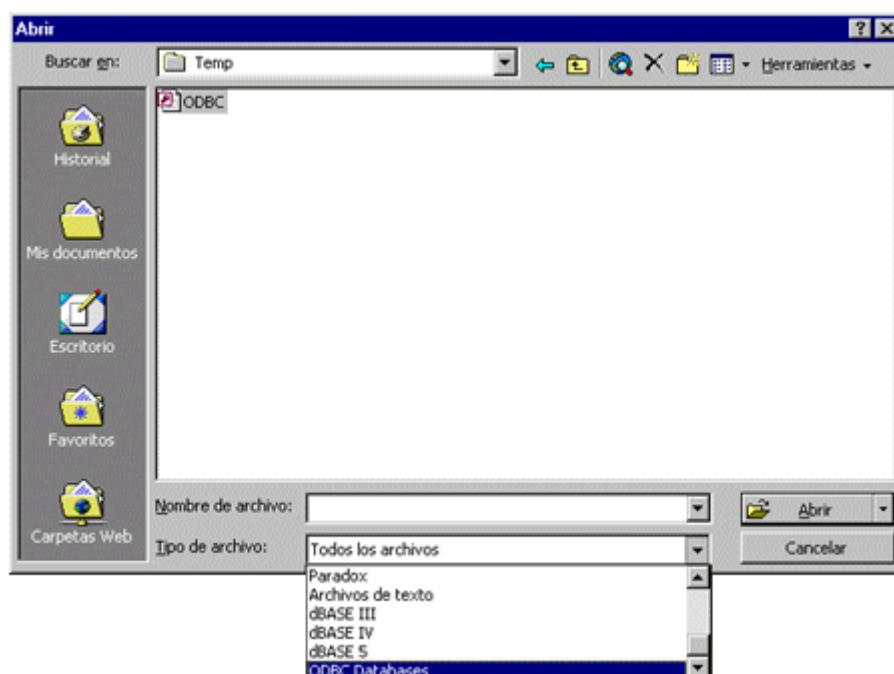 Abrir
Buscar en:
Temp
Herramientas
ODBC
Historial
Mis documentos
Escritorio
Favoritos
Carpetas Web
Nombre de archivo:
Abrir
Tipo de archivo:
Todos los archivos
Cancelar
Paradox
Archivos de texto
dBASE III
dBASE IV
dBASE 5
ODBC Databases